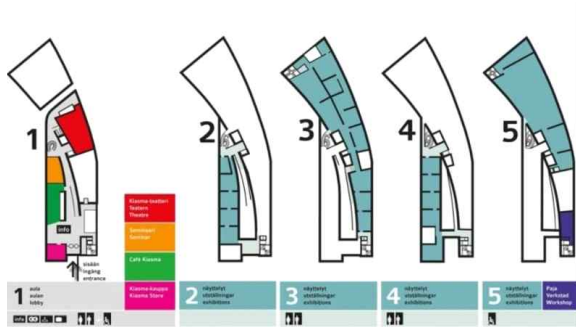 1
2
3
4
5
info
sisään
ingång
entrance
Kiasma-teatteri
Teatern
Theatre
Seminaari
Seminar
Café Kiasma
Kiasma-kauppa
Kiasma Store
1
aula
aulan
lobby
2
näyttelyt
utställningar
exhibitions
3
näyttelyt
utställningar
exhibitions
4
näyttelyt
utställningar
exhibitions
5
näyttelyt
utställningar
exhibitions
Paja
Verkstad
Workshop
info